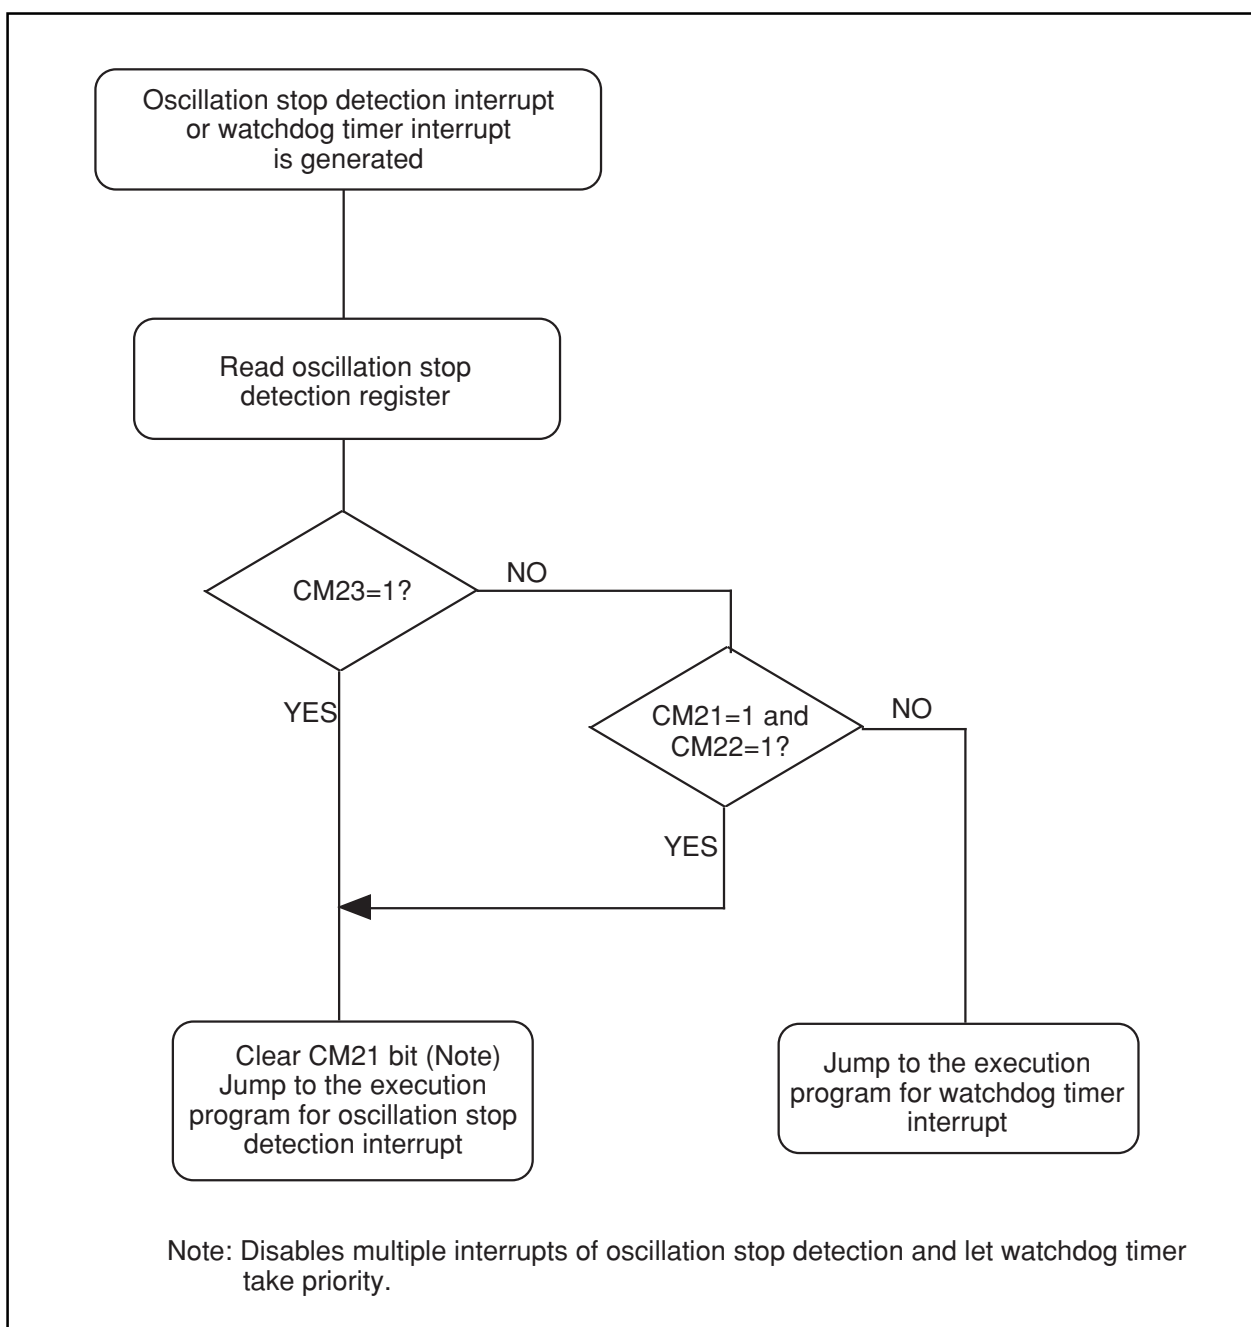 Oscillation stop detection interrupt
or watchdog timer interrupt
is generated
Read oscillation stop
detection register
CM23=1?
NO
YES
CM21=1 and
CM22=1?
NO
YES
Clear CM21 bit (Note)
Jump to the execution
program for oscillation stop
detection interrupt
Jump to the execution
program for watchdog timer
interrupt
Note: Disables multiple interrupts of oscillation stop detection and let watchdog timer
take priority.